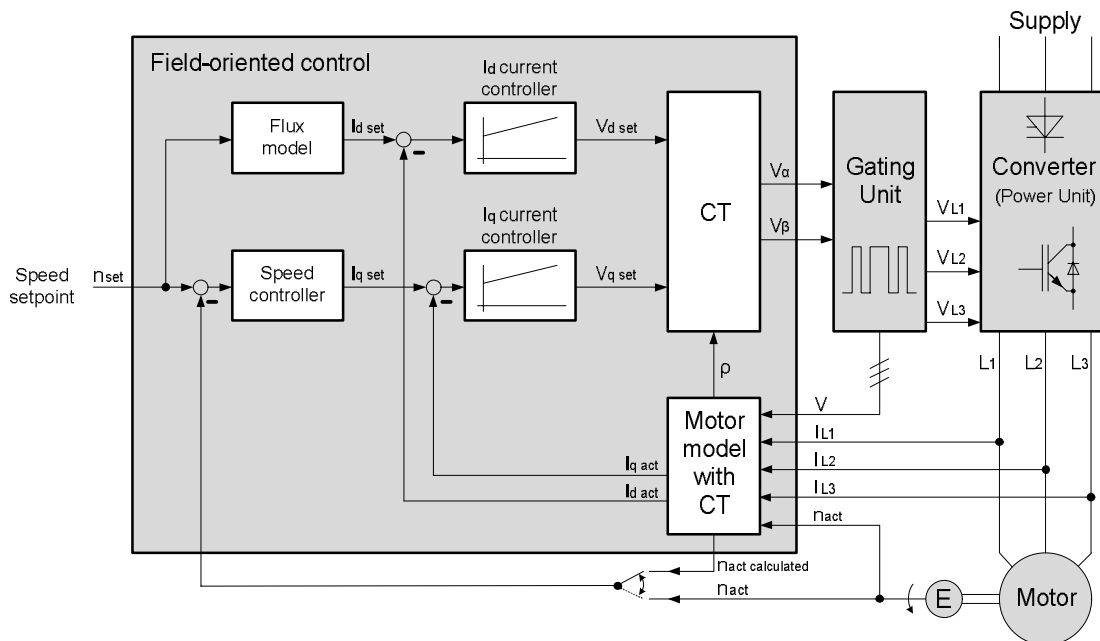 Supply
Field-oriented control
Id current
controller
Flux
model
Id set
-
Vd set
CT
Vα
Vβ
Gating
Unit
Converter
(Power Unit)
VL1
VL2
VL3
Iq current
controller
Speed
setpoint
nset
-
Speed
controller
Iq set
-
Vq set
L1
L2
L3
ρ
Motor
model
with
CT
V
IL1
IL2
IL3
nact
Iq act
Id act
nact calculated
nact
E
Motor